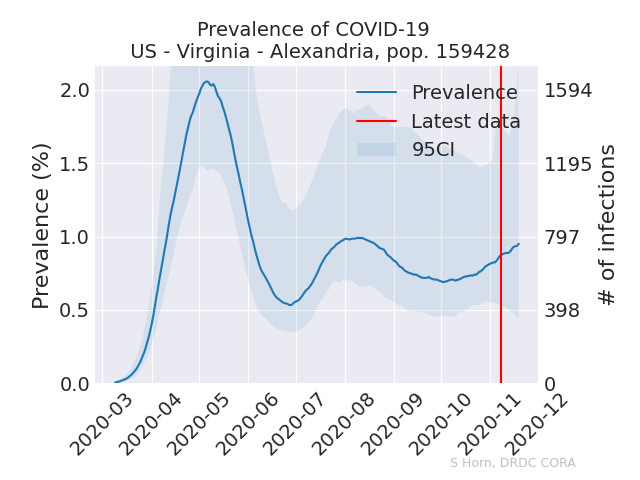 Prevalence of COVID-19
US - Virginia - Alexandria, pop. 159428
Prevalence (%)
2.0
1.5
1.0
0.5
0.0
Prevalence
Latest data
95CI
1594
1195
797
398
0
# of infections
2020-03
2020-04
2020-05
2020-06
2020-07
2020-08
2020-09
2020-10
2020-11
2020-12
S Horn, DRDC CORA